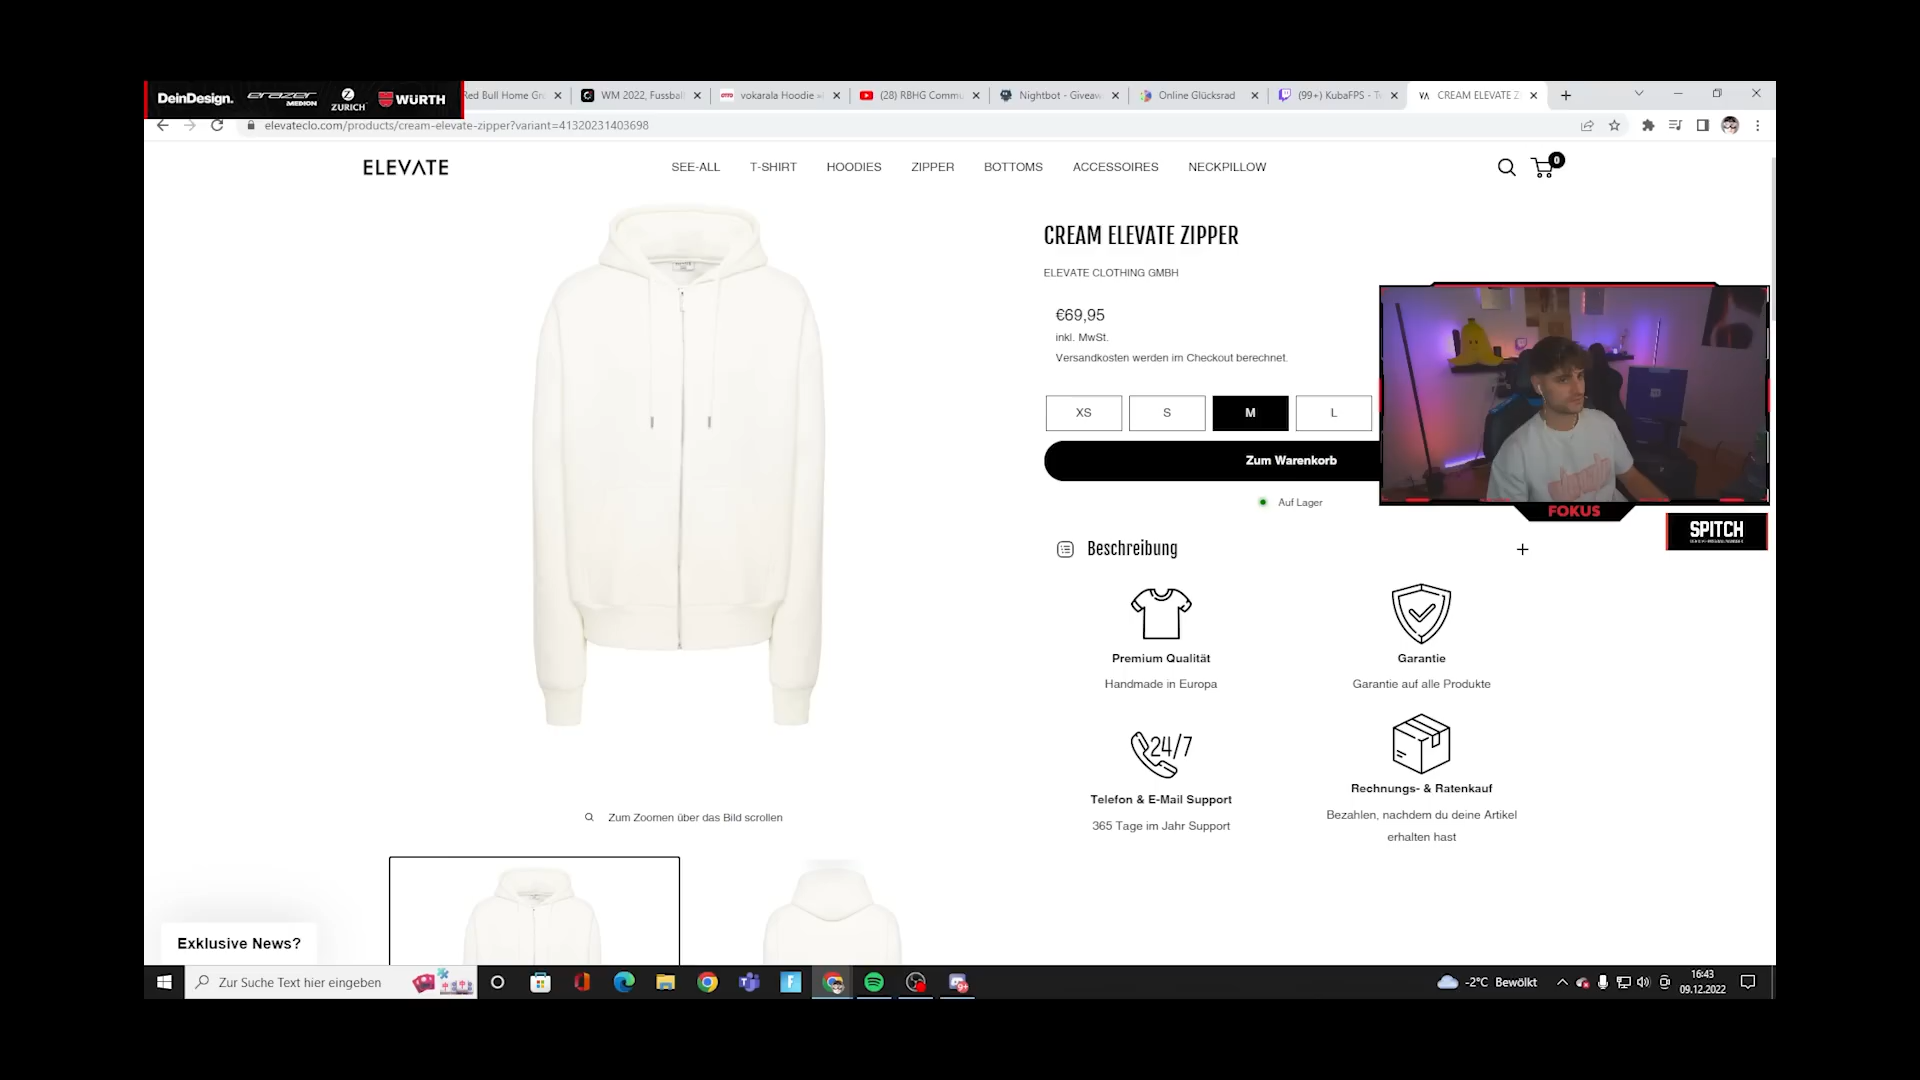 DeinDesign.
erazer
MEDION
ZURICH
WÜRTH
Red Bull Home Gr
WM 2022, Fussball
OTTO
vokarala Hoodie
(28) RBHG Commu
Nightbot - Giveaw
Online Glücksrad
(99+) KubaFPS - T
CREAM ELEVATE Z
elevateclo.com/products/cream-elevate-zipper?variant=41320231403698
ELEVATE
SEE-ALL
T-SHIRT
HOODIES
ZIPPER
BOTTOMS
ACCESSOIRES
NECKPILLOW
0
CREAM ELEVATE ZIPPER
ELEVATE CLOTHING GMBH
€69,95
inkl. MwSt.
Versandkosten werden im Checkout berechnet.
XS
S
M
L
Zum Warenkorb
Auf Lager
FOKUS
SPITCH
Beschreibung
Premium Qualität
Handmade in Europa
Garantie
Garantie auf alle Produkte
24/7
Telefon & E-Mail Support
365 Tage im Jahr Support
Rechnungs- & Ratenkauf
Bezahlen, nachdem du deine Artikel
erhalten hast
Zum Zoomen über das Bild scrollen
Exklusive News?
Zur Suche Text hier eingeben
-2°C Bewölkt
16:43
09.12.2022